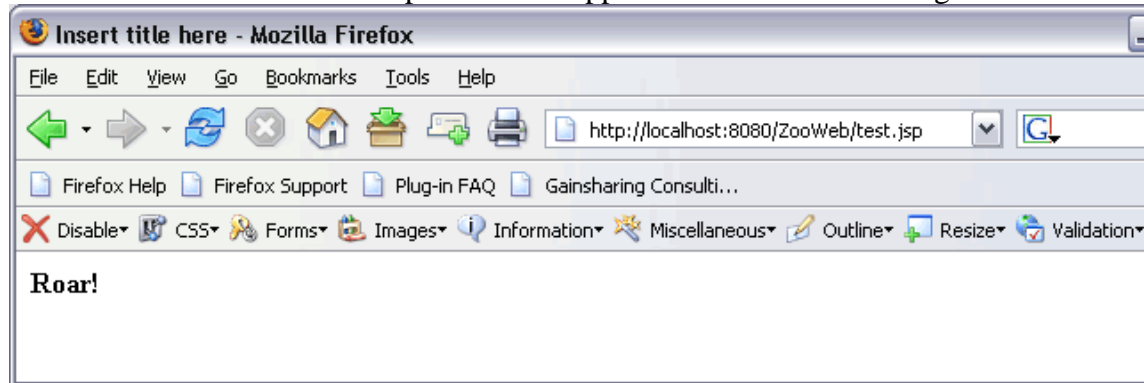 Insert title here - Mozilla Firefox
File Edit View Go Bookmarks Tools Help
http://localhost:8080/ZooWeb/test.jsp G
Firefox Help Firefox Support Plug-in FAQ Gainsharing Consulti...
Disable CSS Forms Images Information Miscellaneous Outline Resize Validation
Roar!